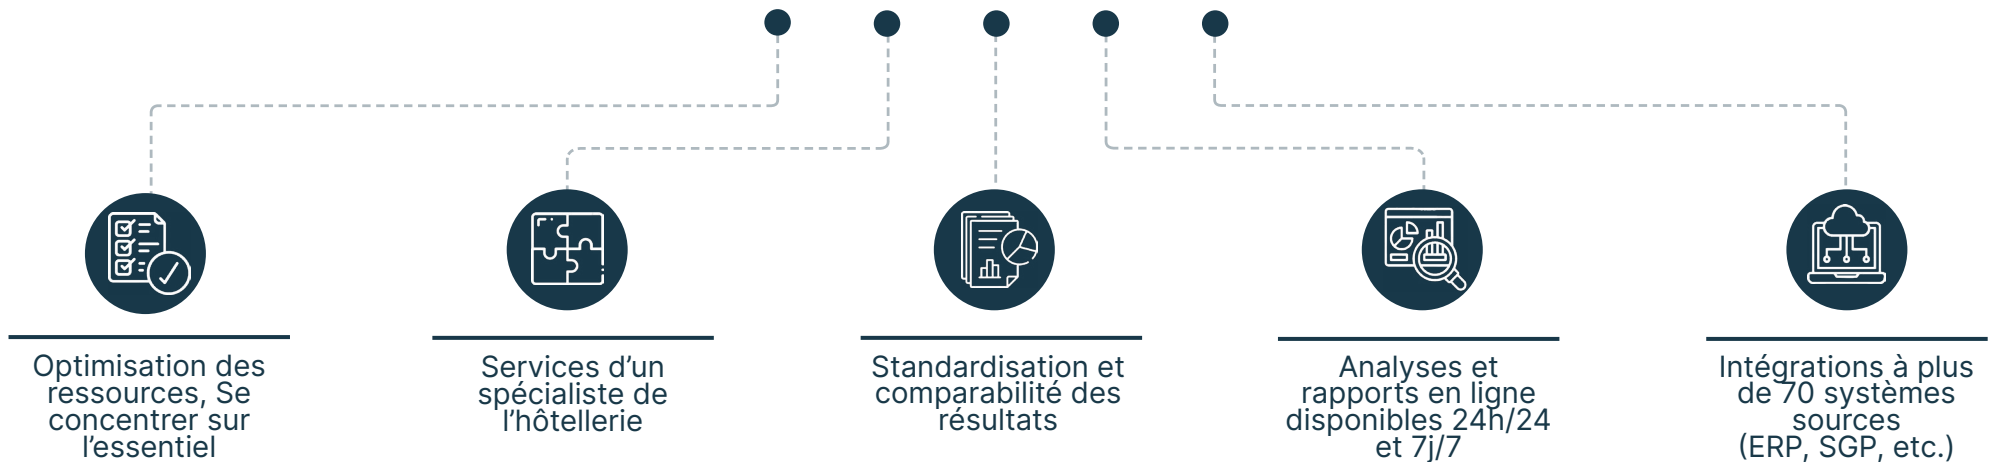 Optimisation des
ressources, Se
concentrer sur
l’essentiel
Services d’un
spécialiste de
l’hôtellerie
Standardisation et
comparabilité des
résultats
Analyses et
rapports en ligne
disponibles 24h/24
et 7j/7
Intégrations à plus
de 70 systèmes
sources
(ERP, SGP, etc.)